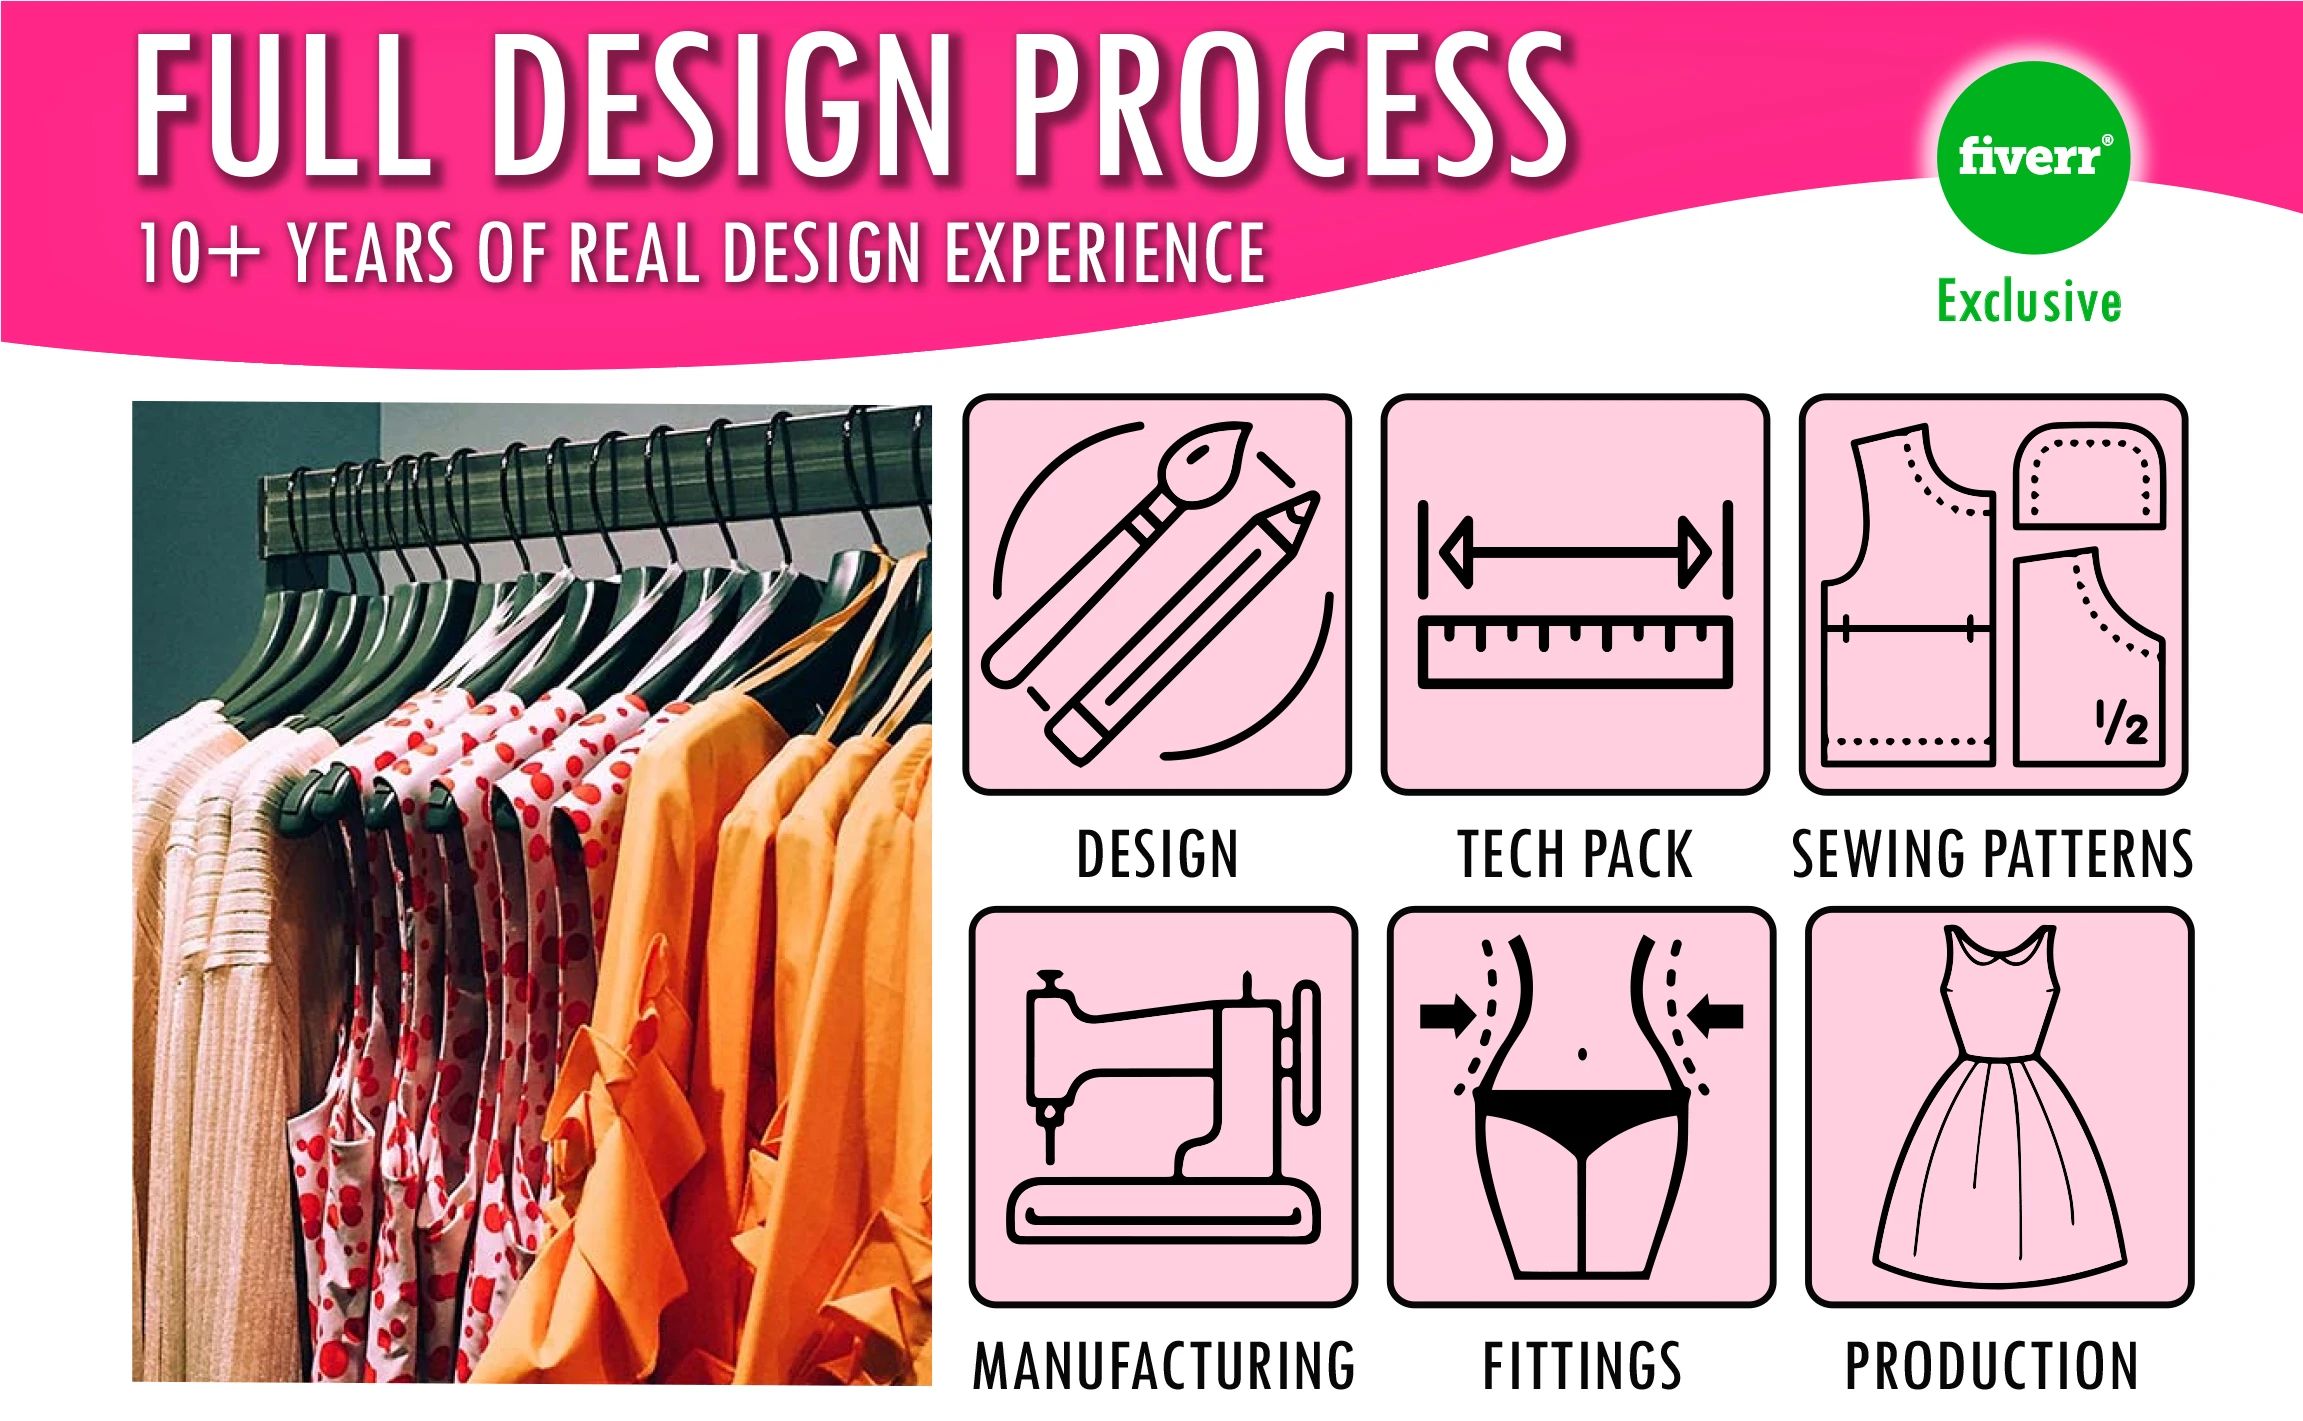 FULL DESIGN PROCESS
10+ YEARS OF REAL DESIGN EXPERIENCE
fiverr®
Exclusive
1/2
DESIGN
TECH PACK
SEWING PATTERNS
MANUFACTURING
FITTINGS
PRODUCTION